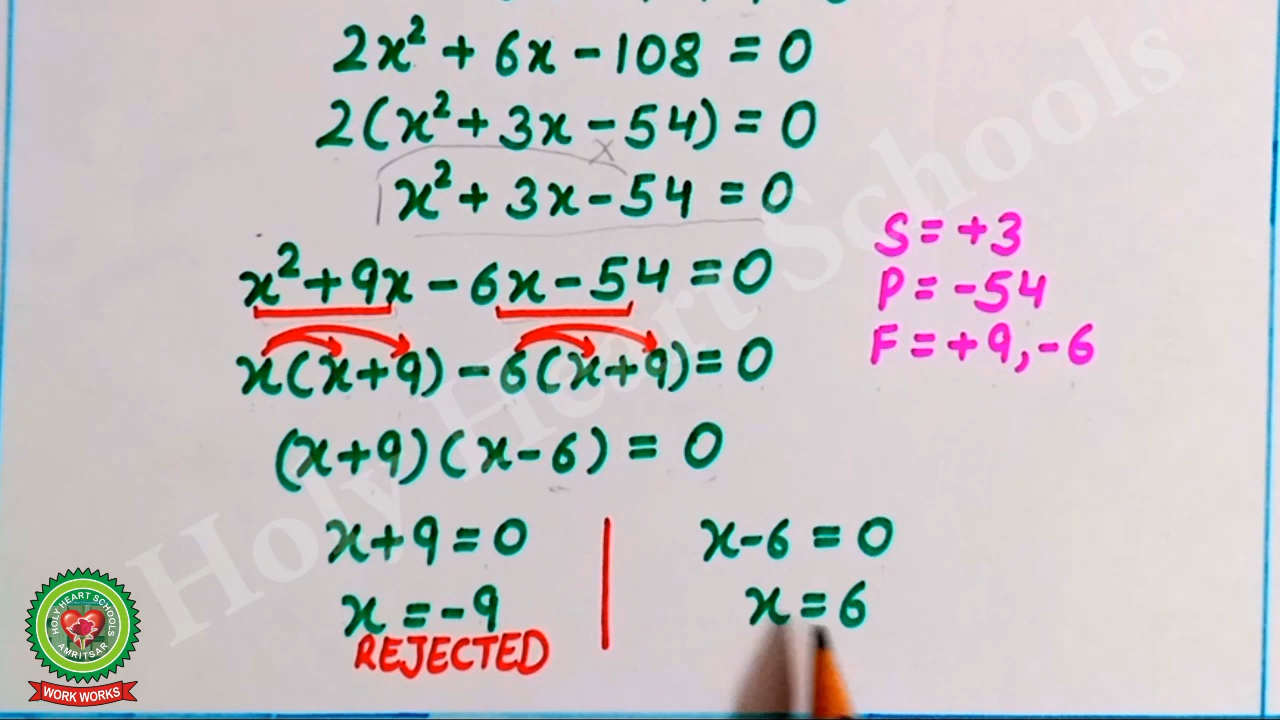 2x² + 6x - 108 = 0
2(x² + 3x - 54) = 0
x² + 3x - 54 = 0
x² + 9x - 6x - 54 = 0
x(x+9) - 6(x+9) = 0
(x+9)(x-6) = 0
x+9 = 0
x = -9
REJECTED
x-6 = 0
x = 6
S = +3
P = -54
F = +9, -6
Holy Heart Schools
HOLY HEART SCHOOLS
AMRITSAR
WORK WORKS